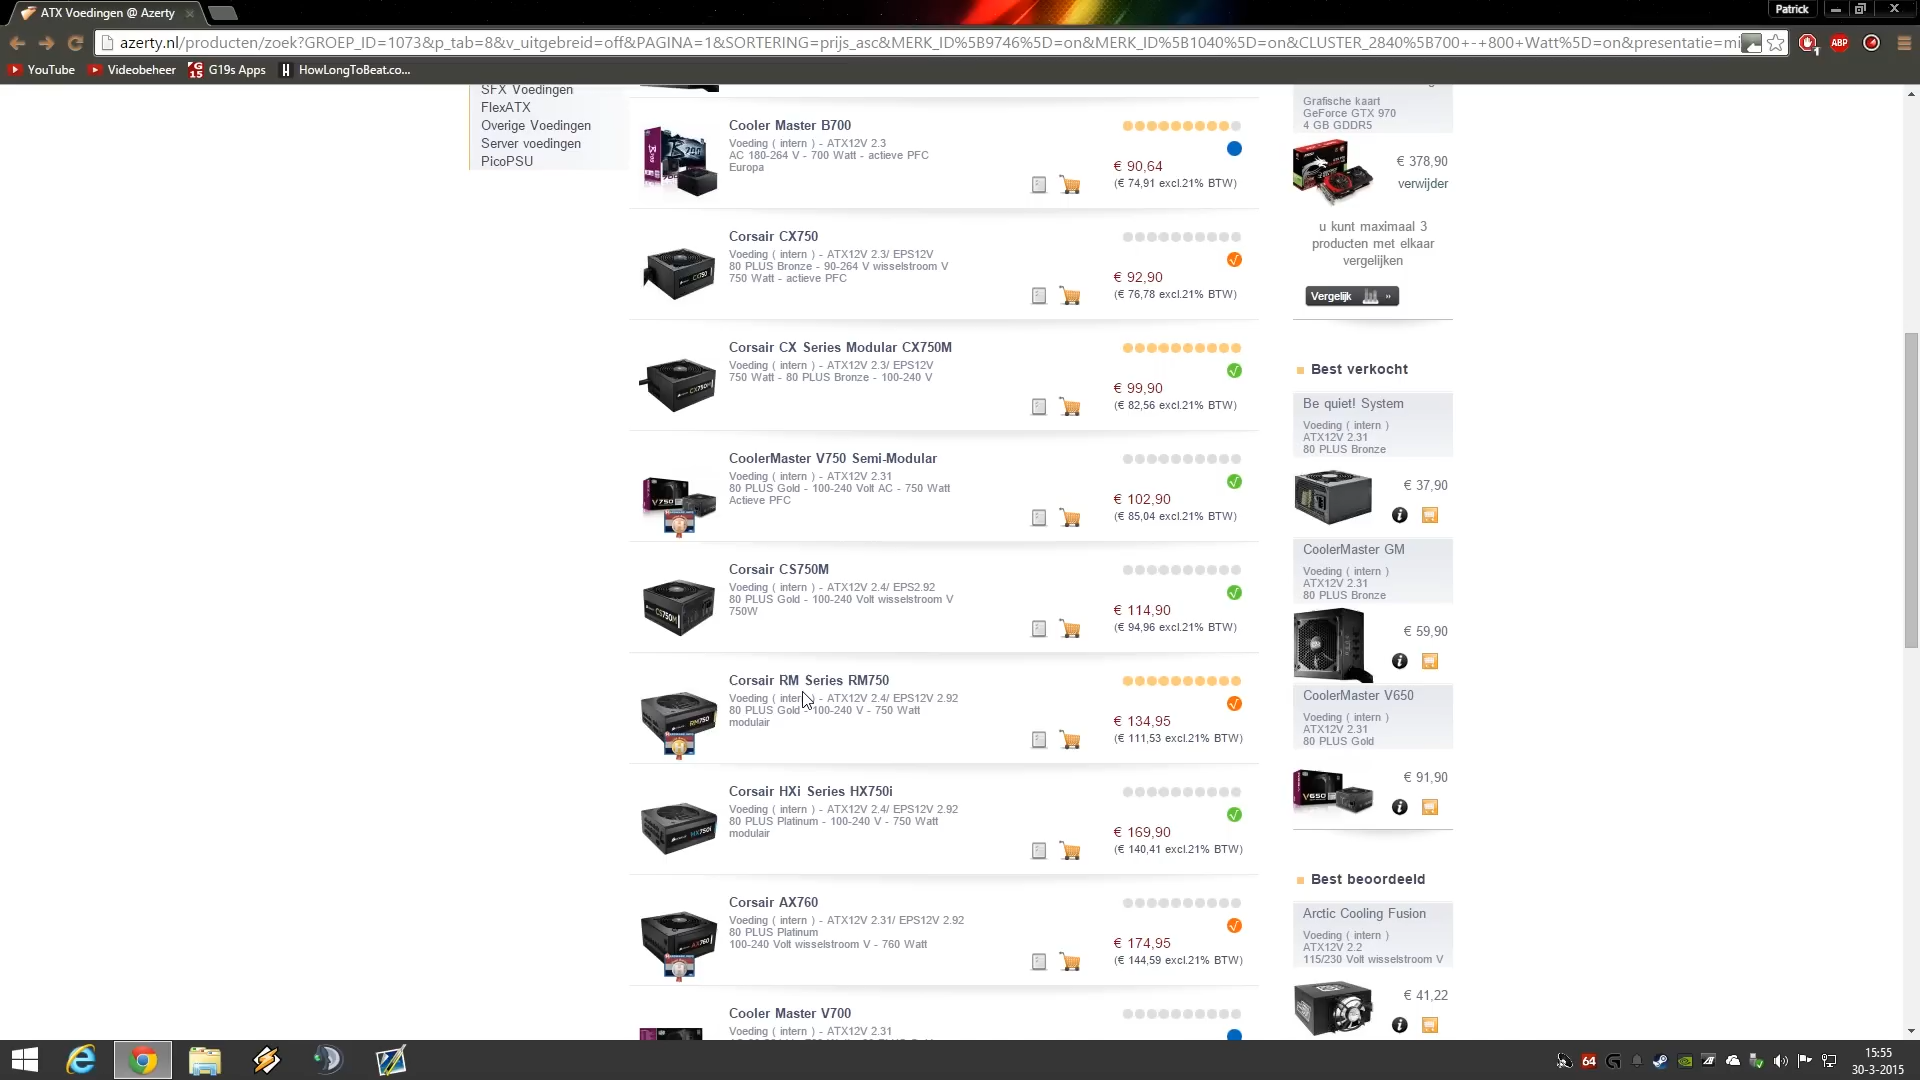 ATX Voedingen @ Azerty
Patrick
azerty.nl/producten/zoek?GROEP_ID=1073&p_tab=8&v_uitgebreid=off&PAGINA=1&SORTERING=prijs_asc&MERK_ID%5B9746%5D=on&MERK_ID%5B1040%5D=on&CLUSTER_2840%5B700+-+800+Watt%5D=on&presentatie=mi
ABP
YouTube
Videobeheer
G19s Apps
HowLongToBeat.co...
SFX Voedingen
FlexATX
Overige Voedingen
Server voedingen
PicoPSU
Cooler Master B700
Voeding ( intern ) - ATX12V 2.3
AC 180-264 V - 700 Watt - actieve PFC
Europa
€ 90,64
(€ 74,91 excl.21% BTW)
Corsair CX750
Voeding ( intern ) - ATX12V 2.3/ EPS12V
80 PLUS Bronze - 90-264 V wisselstroom V
750 Watt - actieve PFC
€ 92,90
(€ 76,78 excl.21% BTW)
Corsair CX Series Modular CX750M
Voeding ( intern ) - ATX12V 2.3/ EPS12V
750 Watt - 80 PLUS Bronze - 100-240 V
€ 99,90
(€ 82,56 excl.21% BTW)
CoolerMaster V750 Semi-Modular
Voeding ( intern ) - ATX12V 2.31
80 PLUS Gold - 100-240 Volt AC - 750 Watt
Actieve PFC
€ 102,90
(€ 85,04 excl.21% BTW)
Corsair CS750M
Voeding ( intern ) - ATX12V 2.4/ EPS2.92
80 PLUS Gold - 100-240 Volt wisselstroom V
750W
€ 114,90
(€ 94,96 excl.21% BTW)
Corsair RM Series RM750
Voeding ( intern ) - ATX12V 2.4/ EPS12V 2.92
80 PLUS Gold - 100-240 V - 750 Watt
modulair
€ 134,95
(€ 111,53 excl.21% BTW)
Corsair HXi Series HX750i
Voeding ( intern ) - ATX12V 2.4/ EPS12V 2.92
80 PLUS Platinum - 100-240 V - 750 Watt
modulair
€ 169,90
(€ 140,41 excl.21% BTW)
Corsair AX760
Voeding ( intern ) - ATX12V 2.31/ EPS12V 2.92
80 PLUS Platinum
100-240 Volt wisselstroom V - 760 Watt
€ 174,95
(€ 144,59 excl.21% BTW)
Cooler Master V700
Voeding ( intern ) - ATX12V 2.31
Grafische kaart
GeForce GTX 970
4 GB GDDR5
€ 378,90
verwijder
u kunt maximaal 3
producten met elkaar
vergelijken
Vergelijk »
Best verkocht
Be quiet! System
Voeding ( intern )
ATX12V 2.31
80 PLUS Bronze
€ 37,90
CoolerMaster GM
Voeding ( intern )
ATX12V 2.31
80 PLUS Bronze
€ 59,90
CoolerMaster V650
Voeding ( intern )
ATX12V 2.31
80 PLUS Gold
€ 91,90
Best beoordeeld
Arctic Cooling Fusion
Voeding ( intern )
ATX12V 2.2
115/230 Volt wisselstroom V
€ 41,22
64
15:55
30-3-2015